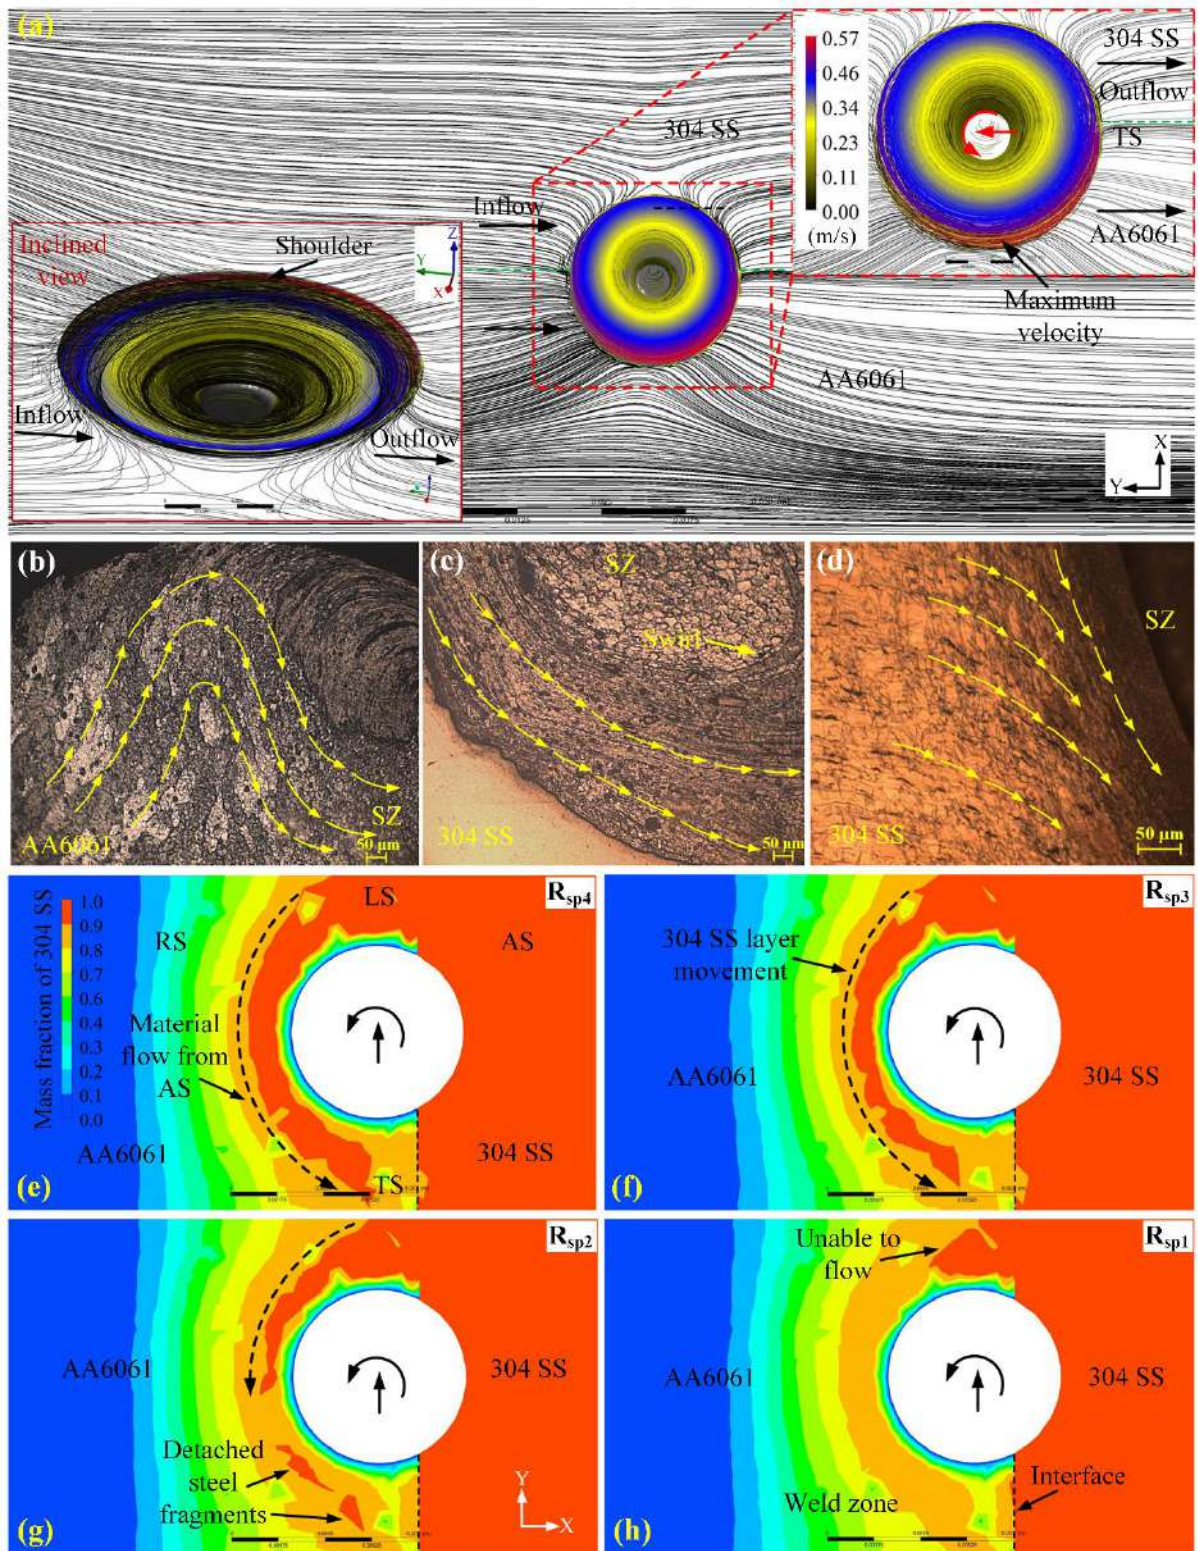 (a)
0.57
0.46
0.34
0.23
0.11
0.00
(m/s)
304 SS
Outflow
TS
AA6061
Maximum
velocity
304 SS
Inflow
AA6061
X
Y
Inclined
view
Shoulder
Z
Y
X
Inflow
Outflow
(b)
AA6061
SZ
50 μm
(c)
SZ
Swirl
304 SS
50 μm
(d)
SZ
304 SS
50 μm
Mass fraction of 304 SS
1.0
0.9
0.8
0.7
0.6
0.5
0.4
0.3
0.2
0.1
0.0
LS
Rsp4
RS
AS
Material
flow from
AS
AA6061
304 SS
TS
(e)
Rsp3
304 SS layer
movement
AA6061
304 SS
(f)
Rsp2
AA6061
304 SS
Detached
steel
fragments
Y
X
(g)
Unable to
flow
Rsp1
AA6061
304 SS
Interface
Weld zone
(h)